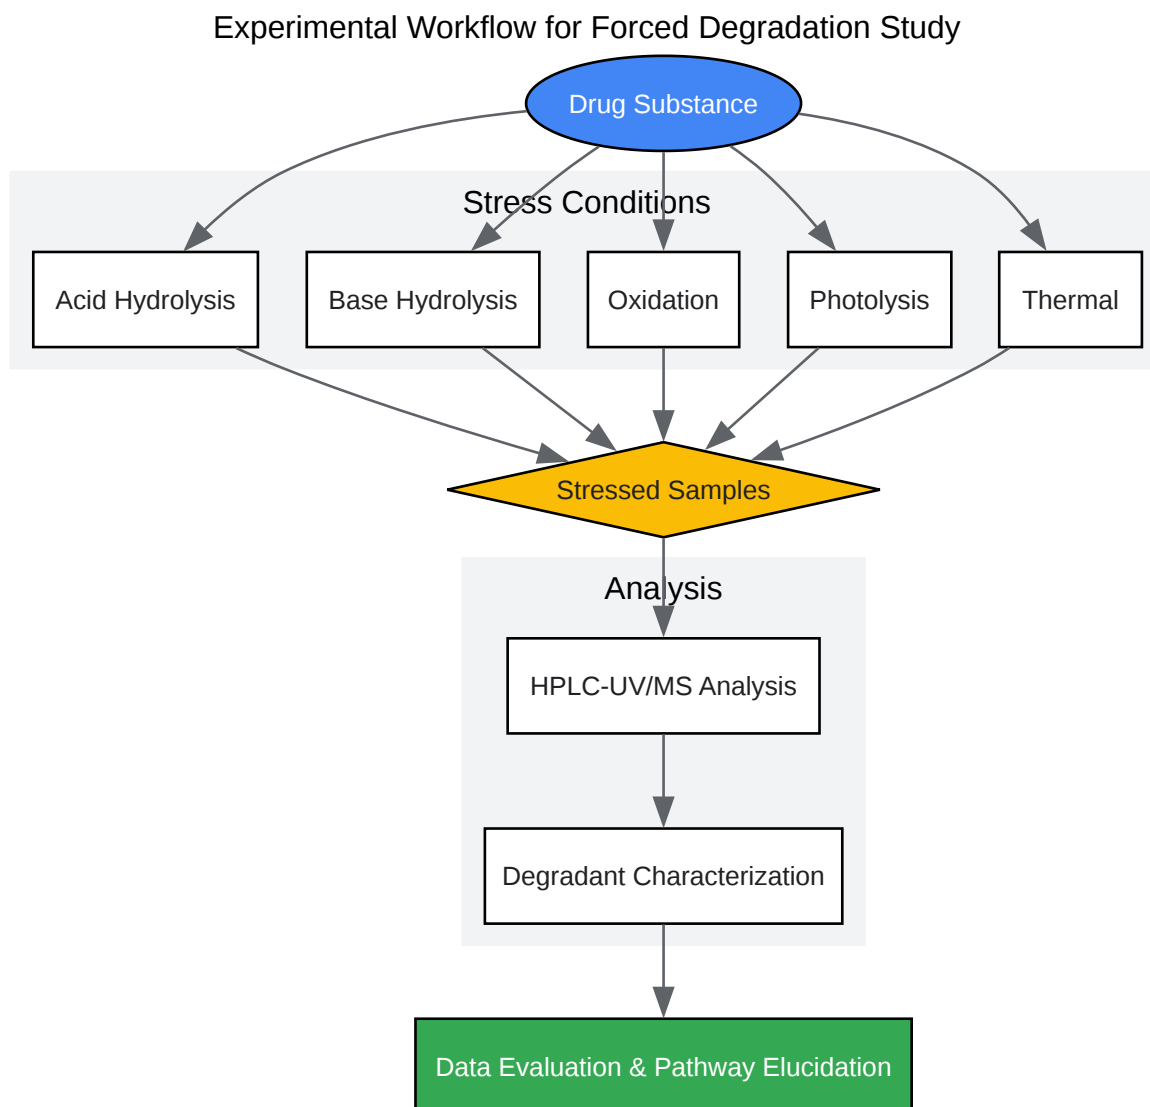 Experimental Workflow for Forced Degradation Study
Drug Substance
Stress Conditions
Acid Hydrolysis
Base Hydrolysis
Oxidation
Photolysis
Thermal
Stressed Samples
Analysis
HPLC-UV/MS Analysis
Degradant Characterization
Data Evaluation & Pathway Elucidation